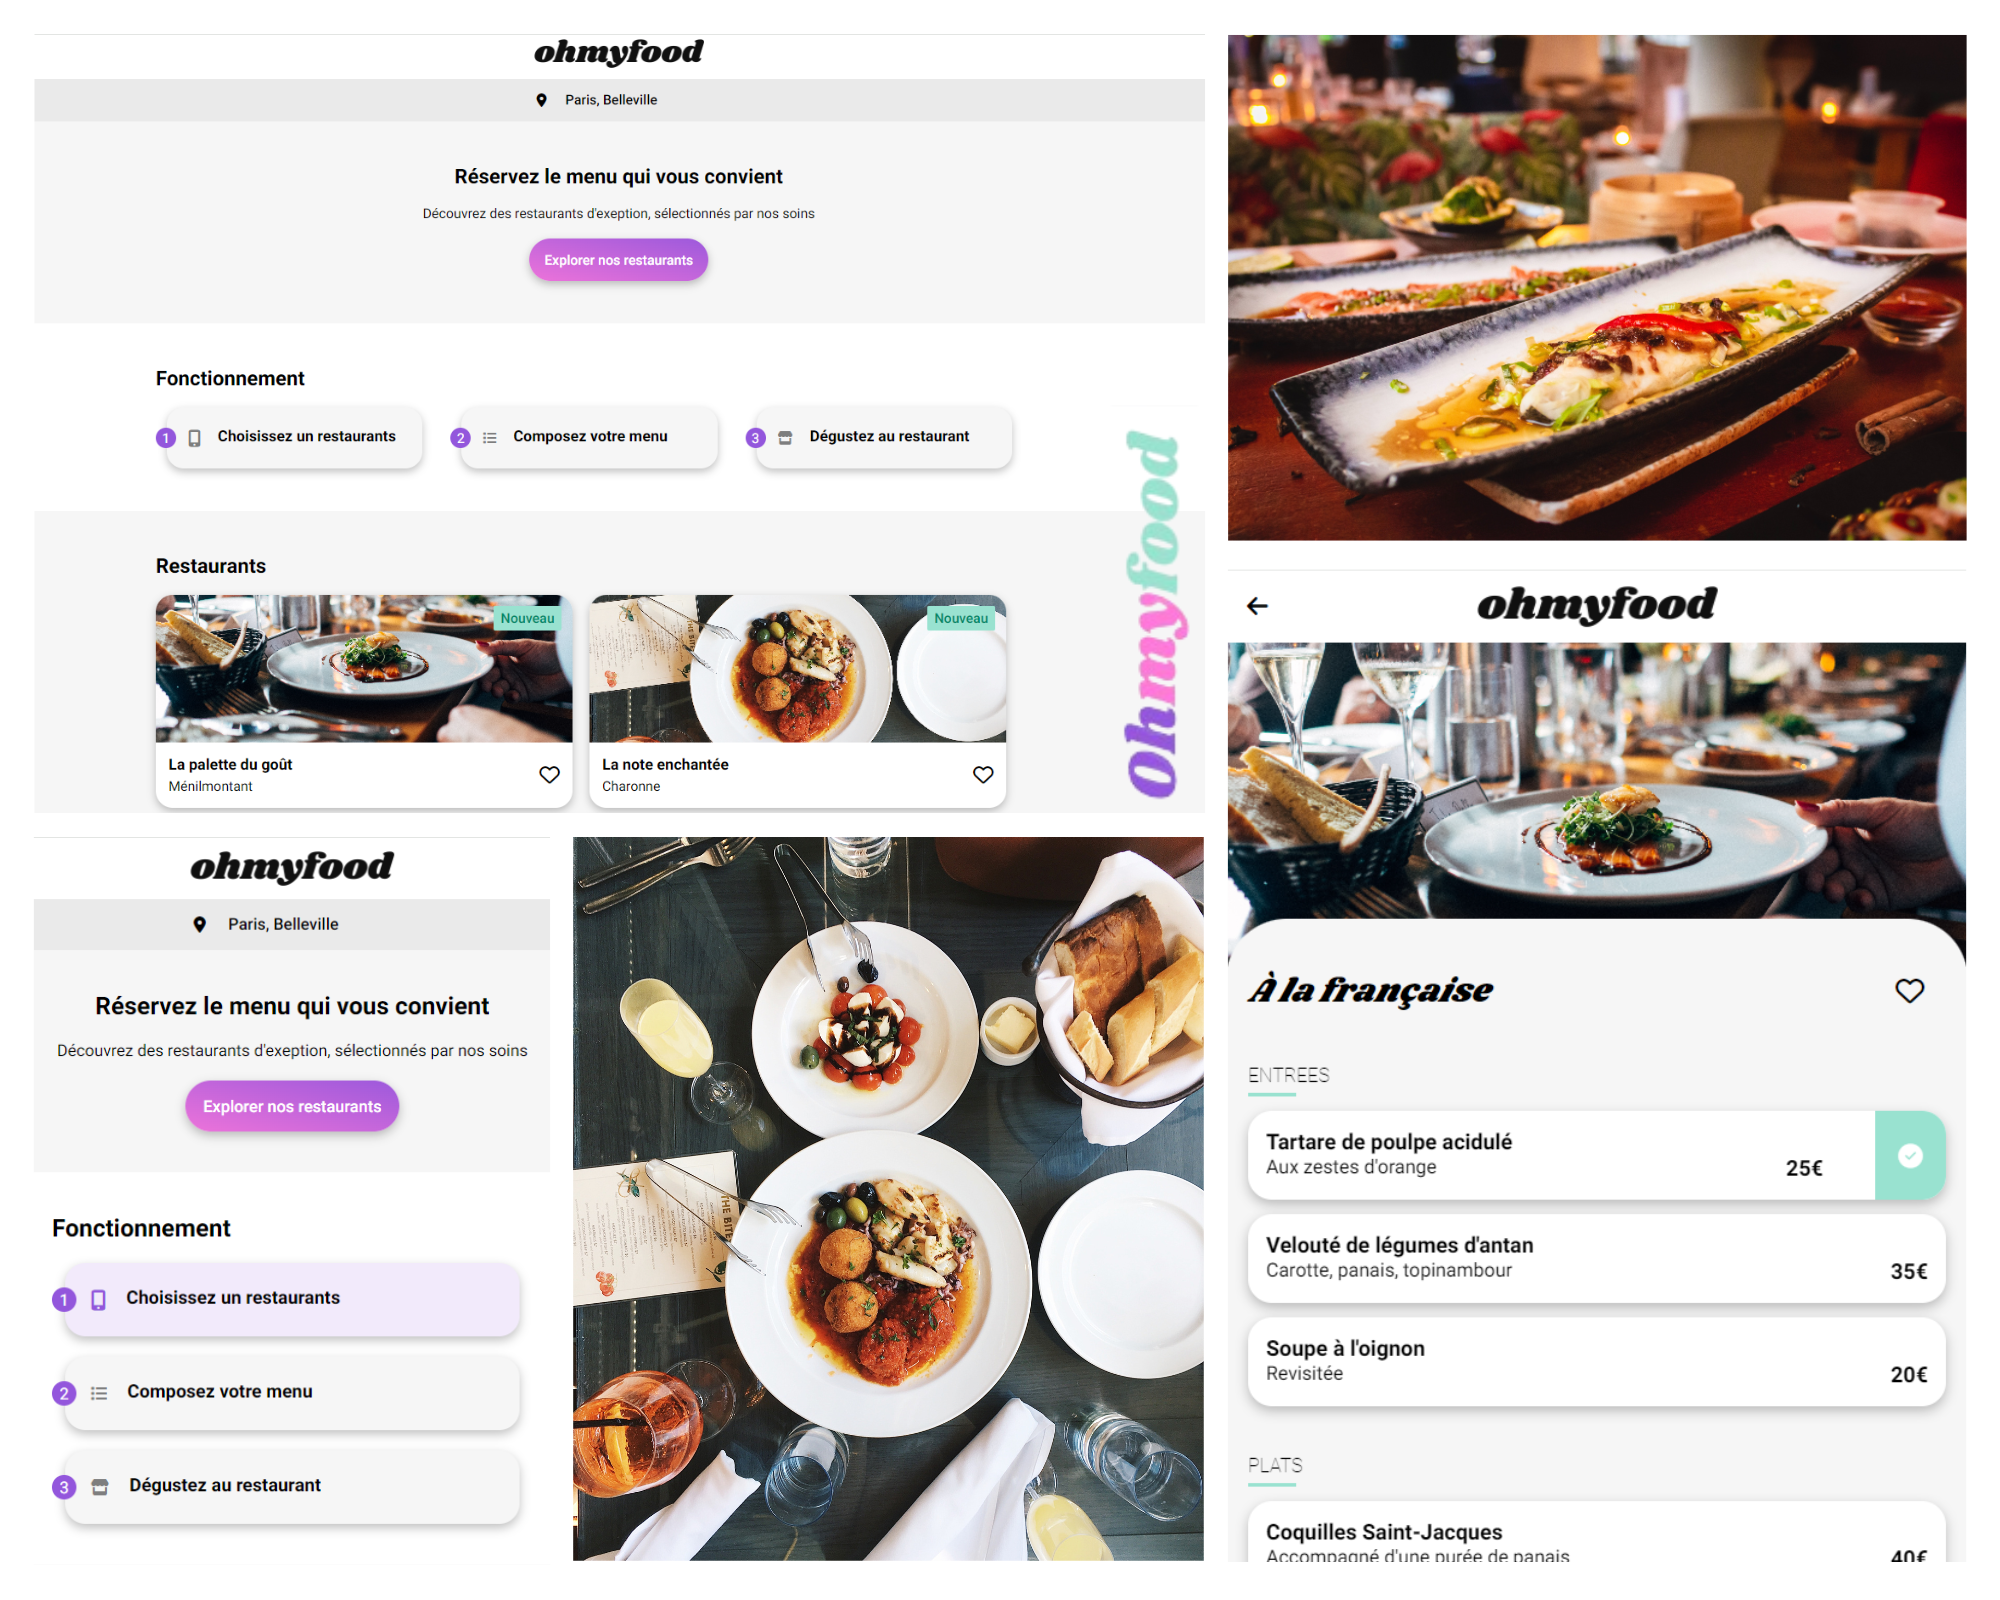 ohmyfood
Paris, Belleville
Réservez le menu qui vous convient
Découvrez des restaurants d'exeption, sélectionnés par nos soins
Explorer nos restaurants
Fonctionnement
1 Choisissez un restaurants
2 Composez votre menu
3 Dégustez au restaurant
Restaurants
Nouveau
Nouveau
La palette du goût
Ménilmontant
La note enchantée
Charonne
Ohmyfood
ohmyfood
Paris, Belleville
Réservez le menu qui vous convient
Découvrez des restaurants d'exeption, sélectionnés par nos soins
Explorer nos restaurants
Fonctionnement
1 Choisissez un restaurants
2 Composez votre menu
3 Dégustez au restaurant
THE BITE
ohmyfood
À la française
ENTREES
Tartare de poulpe acidulé
Aux zestes d'orange
25€
Velouté de légumes d'antan
Carotte, panais, topinambour
35€
Soupe à l'oignon
Revisitée
20€
PLATS
Coquilles Saint-Jacques
Accompagné d'une purée de panais
40€